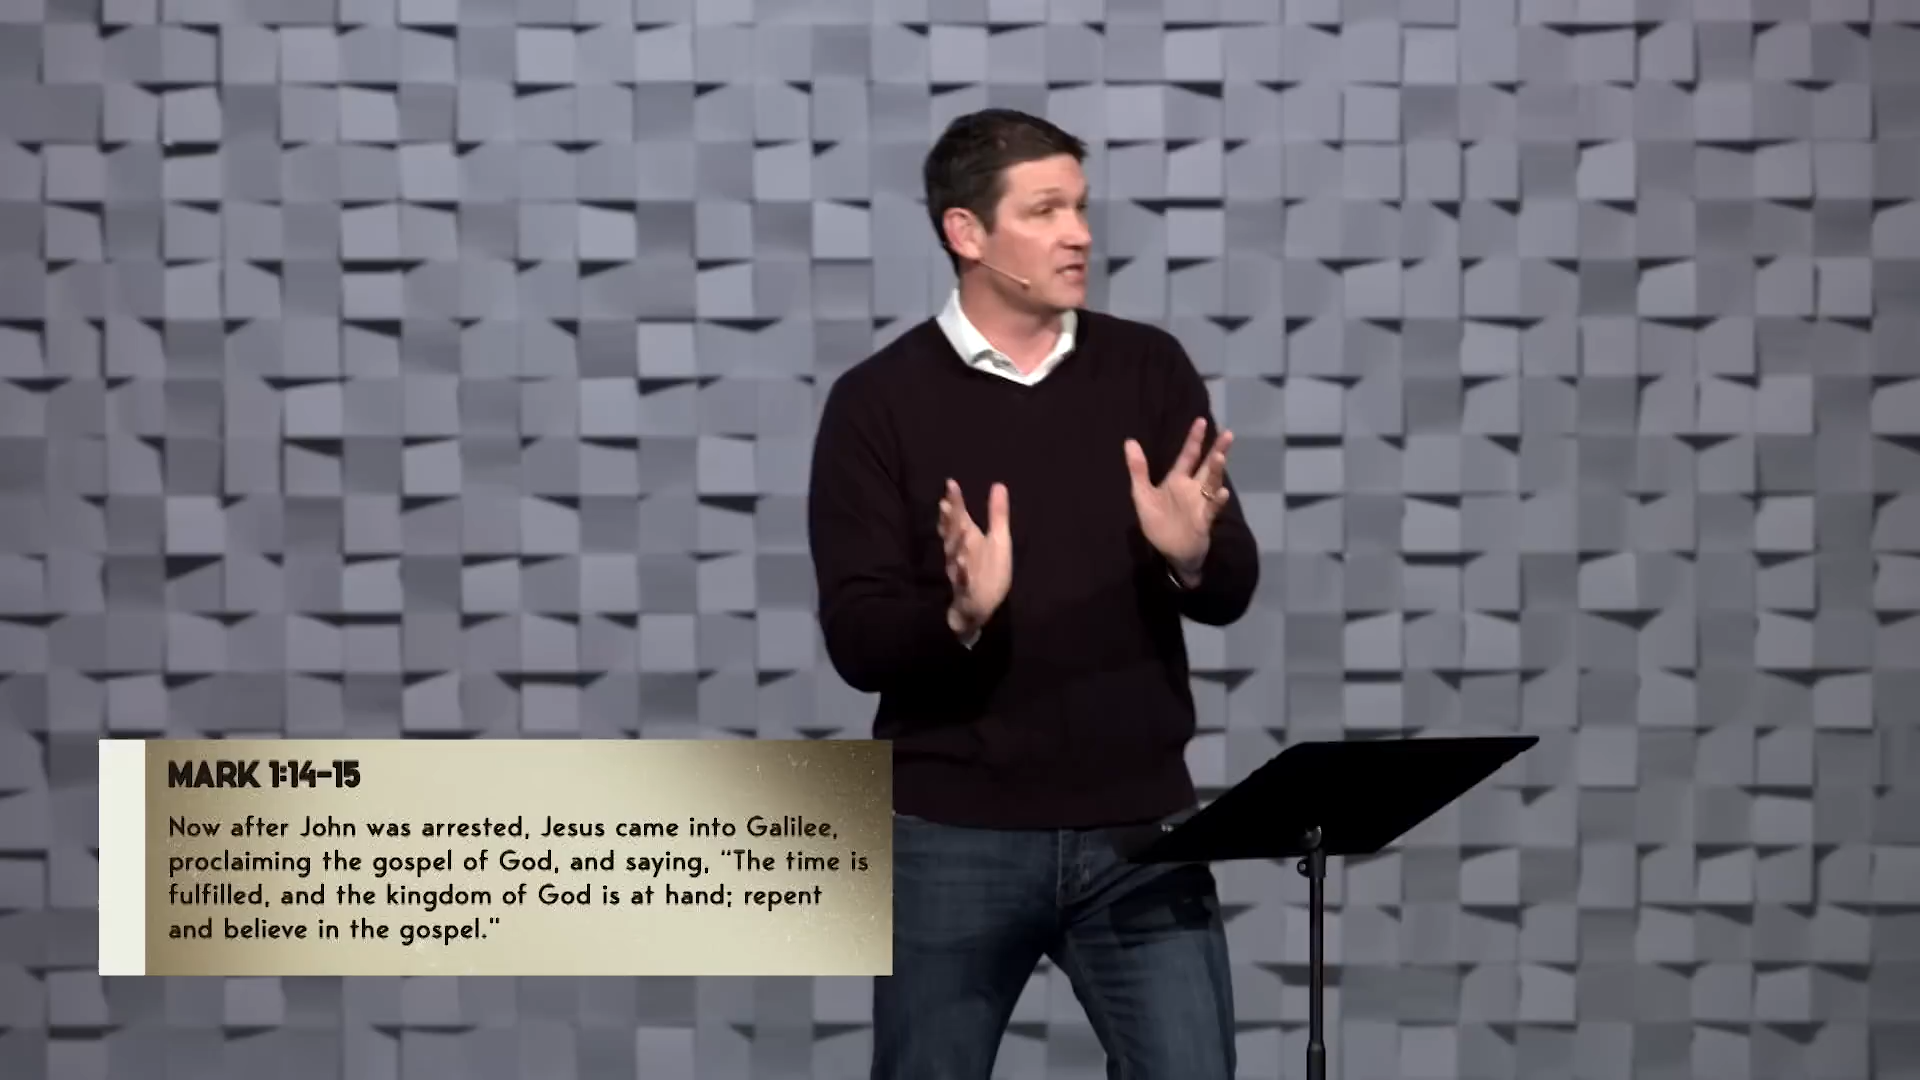 MARK 1:14-15
Now after John was arrested, Jesus came into Galilee,
proclaiming the gospel of God, and saying, "The time is
fulfilled, and the kingdom of God is at hand; repent
and believe in the gospel."